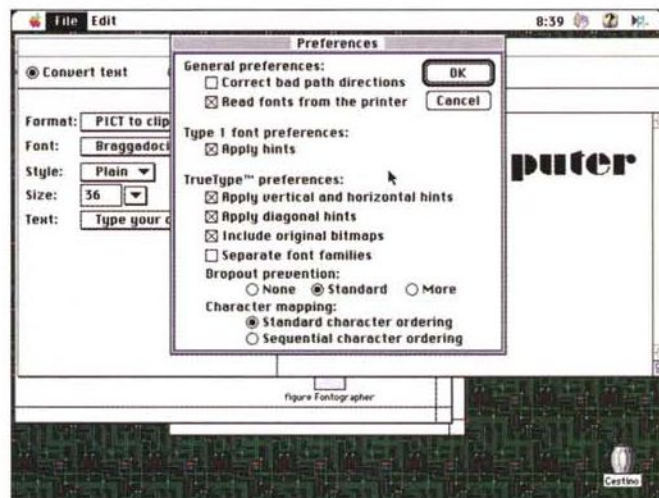 File Edit 8:39
Preferences
Convert text
General preferences:
Correct bad path directions
Read fonts from the printer
OK
Cancel
Format: PICT to clip
Font: Braggadoci
Style: Plain
Size: 36
Text: Type your
Type 1 font preferences:
Apply hints
puter
TrueType™ preferences:
Apply vertical and horizontal hints
Apply diagonal hints
Include original bitmaps
Separate font families
Dropout prevention:
None Standard More
Character mapping:
Standard character ordering
Sequential character ordering
figure Fontographer
Cestino